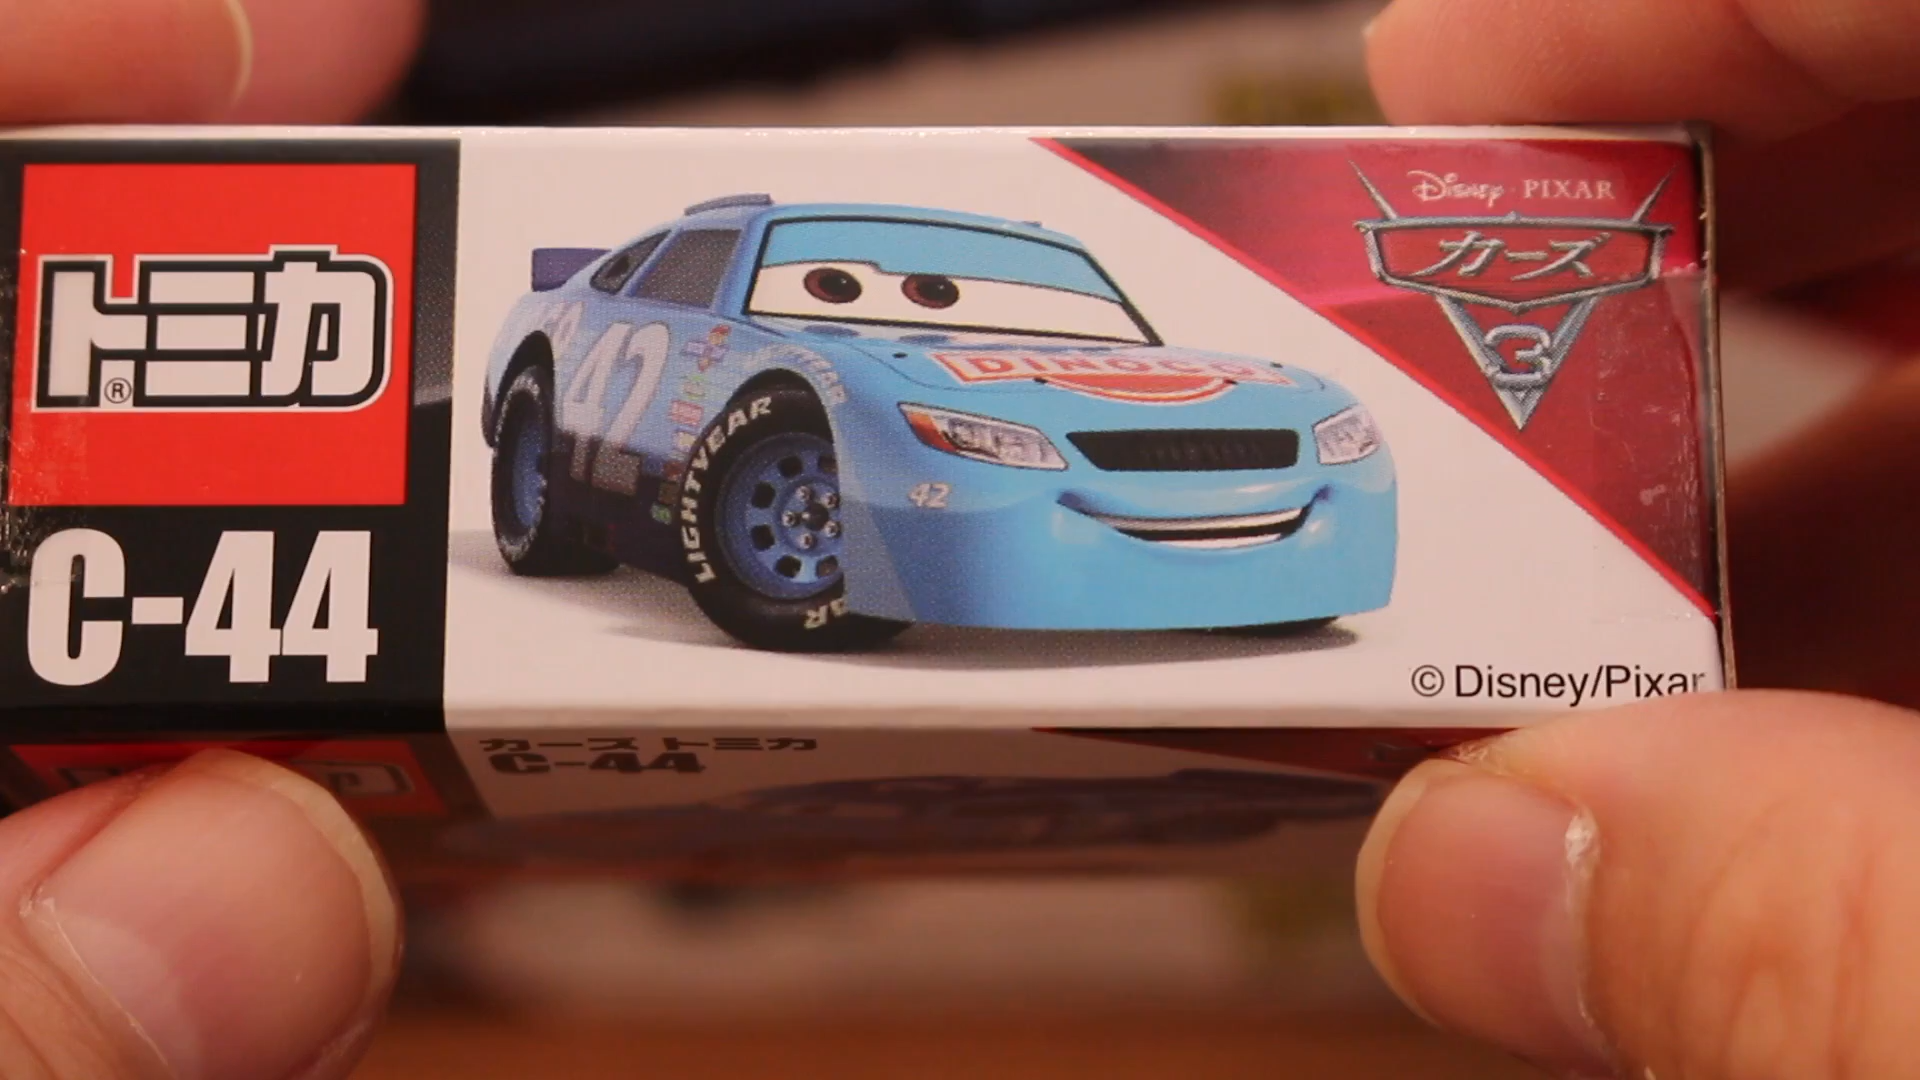 トミカ
®
C-44
Disney · PIXAR
カーズ
3
42
DINOCO
LIGHTYEAR
42
© Disney/Pixar
カーズ トミカ
C-44